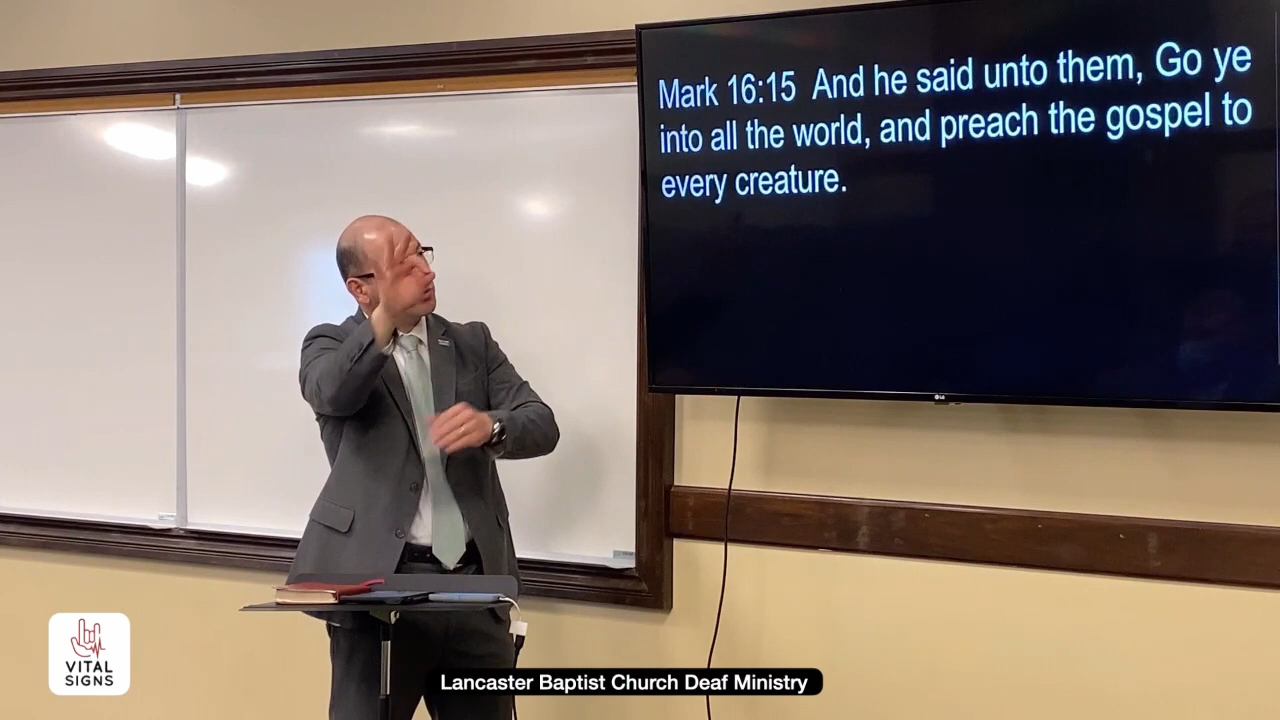 Mark 16:15 And he said unto them, Go ye
into all the world, and preach the gospel to
every creature.
LG
VITAL
SIGNS
Lancaster Baptist Church Deaf Ministry